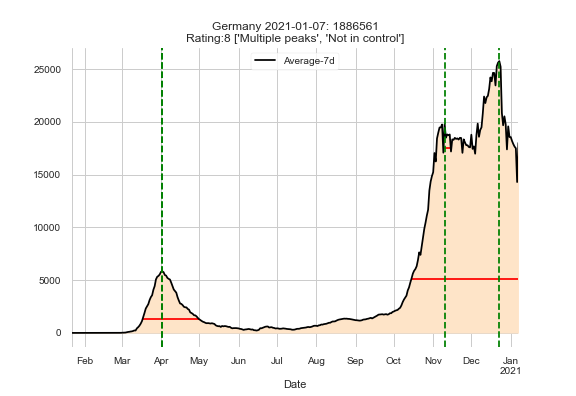 Germany 2021-01-07: 1886561
Rating:8 ['Multiple peaks', 'Not in control']
Average-7d
25000
20000
15000
10000
5000
0
Feb Mar Apr May Jun Jul Aug Sep Oct Nov Dec Jan
2021
Date